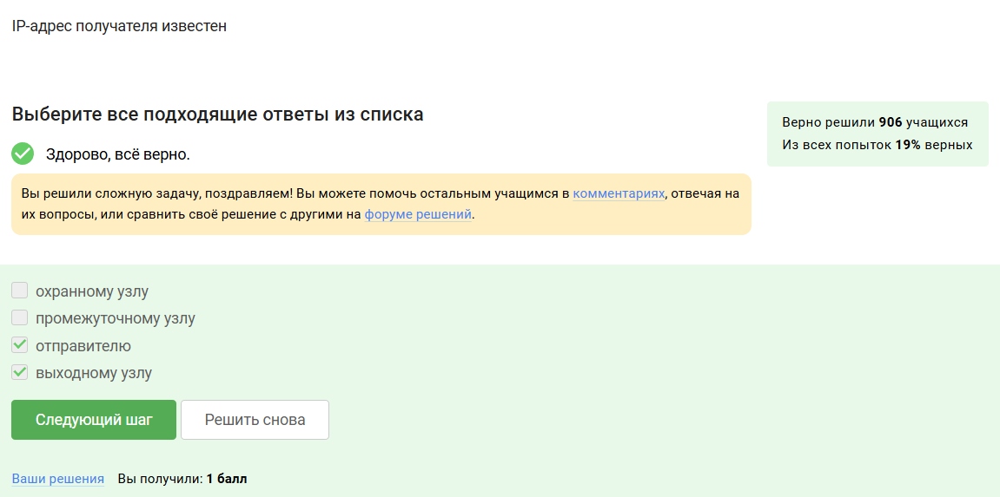 IP-адрес получателя известен
Выберите все подходящие ответы из списка
Здорово, всё верно.
Вы решили сложную задачу, поздравляем! Вы можете помочь остальным учащимся в комментариях, отвечая на
их вопросы, или сравнить своё решение с другими на форуме решений.
Верно решили 906 учащихся
Из всех попыток 19% верных
охранному узлу
промежуточному узлу
отправителю
выходному узлу
Следующий шаг
Решить снова
Ваши решения Вы получили: 1 балл